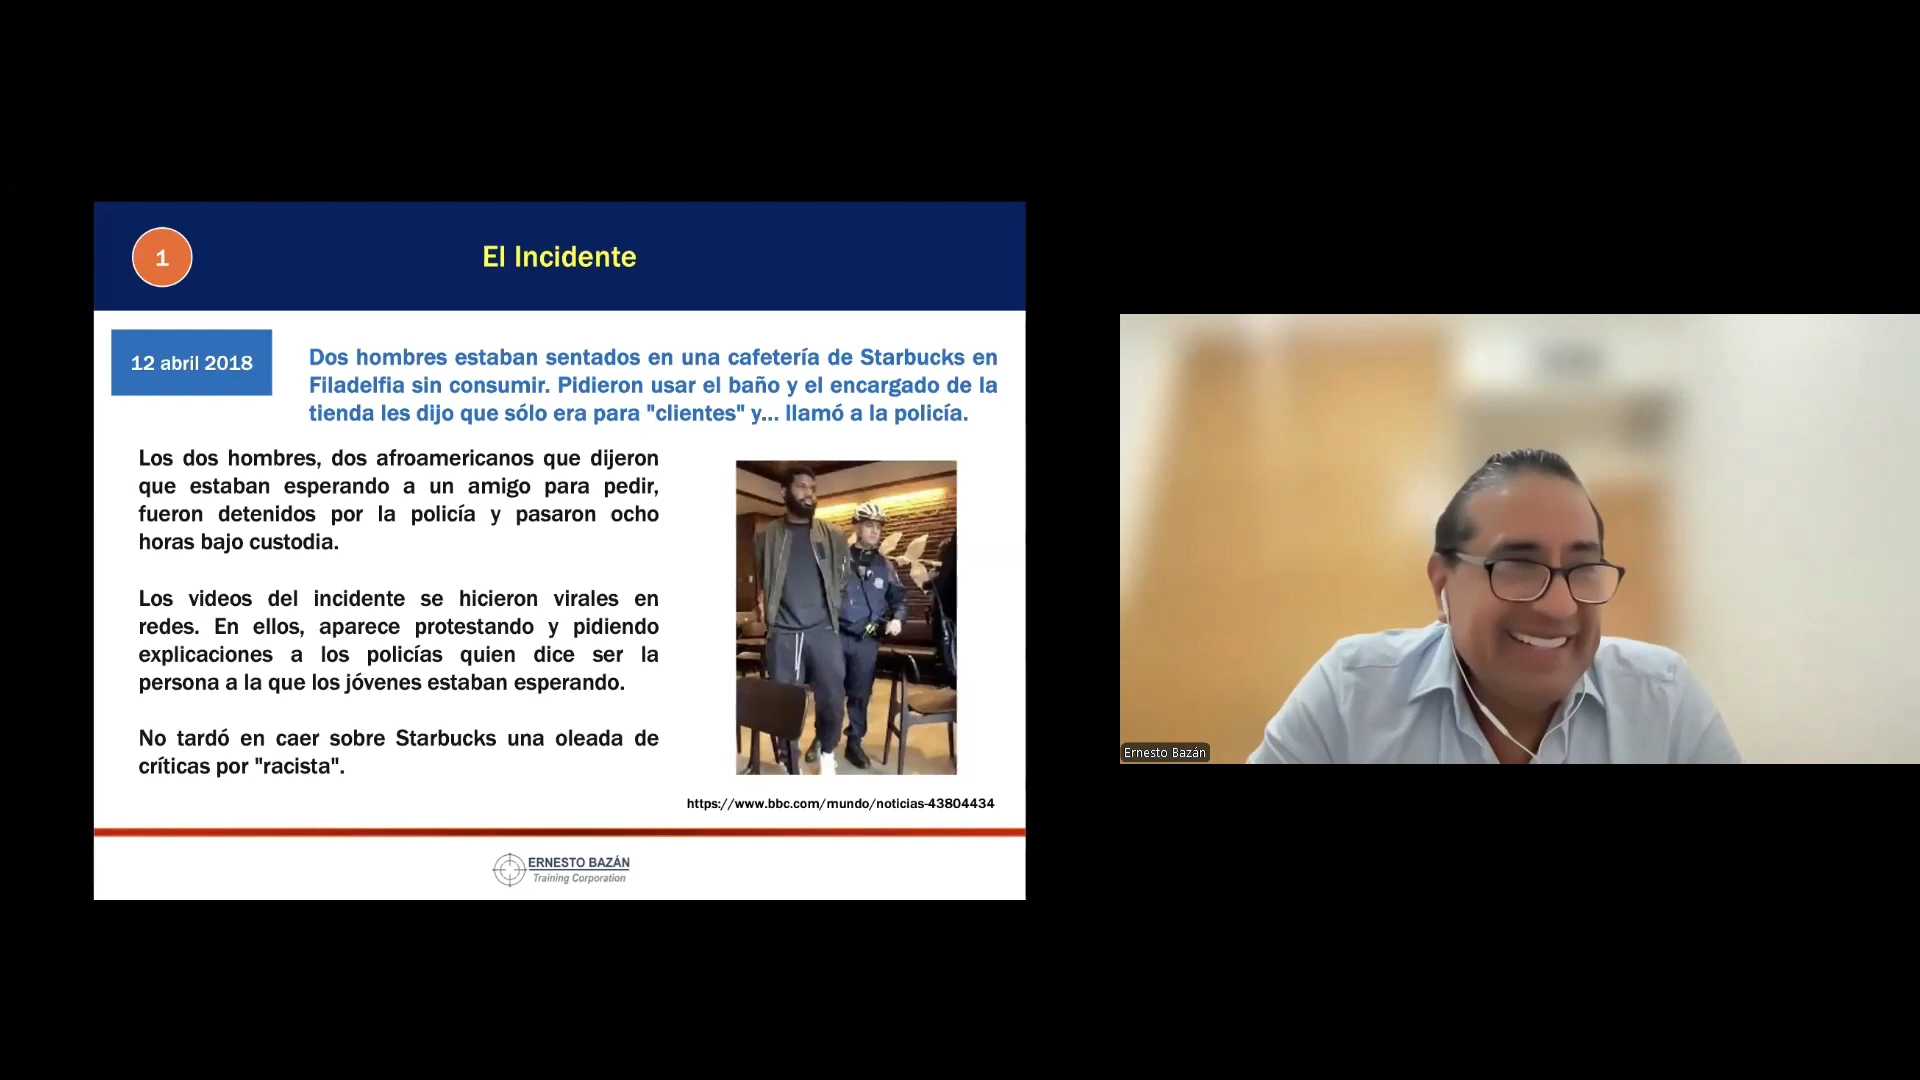 1
El Incidente
12 abril 2018
Dos hombres estaban sentados en una cafetería de Starbucks en
Filadelfia sin consumir. Pidieron usar el baño y el encargado de la
tienda les dijo que sólo era para "clientes" y... llamó a la policía.
Los dos hombres, dos afroamericanos que dijeron
que estaban esperando a un amigo para pedir,
fueron detenidos por la policía y pasaron ocho
horas bajo custodia.
Los videos del incidente se hicieron virales en
redes. En ellos, aparece protestando y pidiendo
explicaciones a los policías quien dice ser la
persona a la que los jóvenes estaban esperando.
No tardó en caer sobre Starbucks una oleada de
críticas por "racista".
https://www.bbc.com/mundo/noticias-43804434
ERNESTO BAZÁN
Training Corporation
Ernesto Bazán